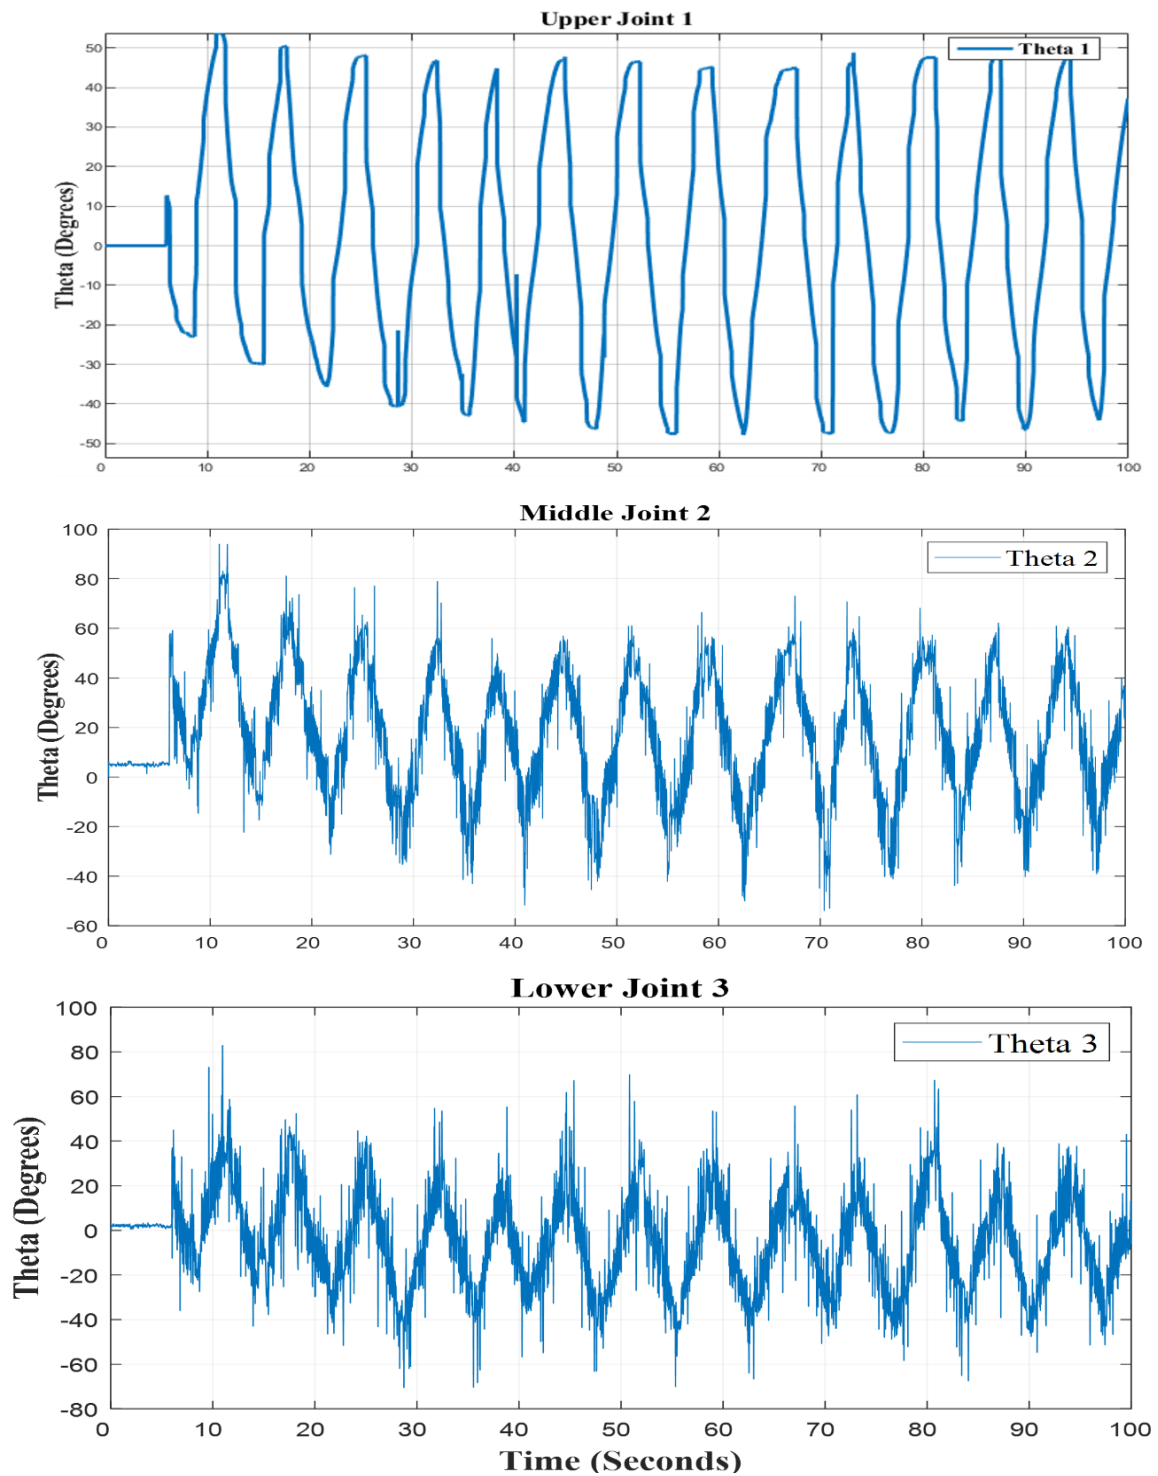 Upper Joint 1
Theta 1
Theta (Degrees)
50
40
30
20
10
0
-10
-20
-30
-40
-50
0 10 20 30 40 50 60 70 80 90 100
Middle Joint 2
Theta 2
Theta (Degrees)
100
80
60
40
20
0
-20
-40
-60
0 10 20 30 40 50 60 70 80 90 100
Lower Joint 3
Theta 3
Theta (Degrees)
100
80
60
40
20
0
-20
-40
-60
-80
0 10 20 30 40 50 60 70 80 90 100
Time (Seconds)